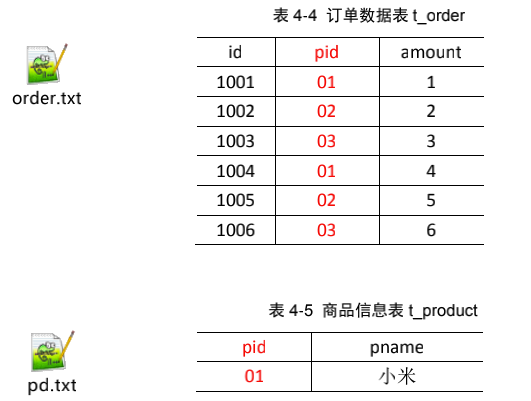 表 4-4 订单数据表 t_order
order.txt
id pid amount
1001 01 1
1002 02 2
1003 03 3
1004 01 4
1005 02 5
1006 03 6
表 4-5 商品信息表 t_product
pd.txt
pid pname
01 小米